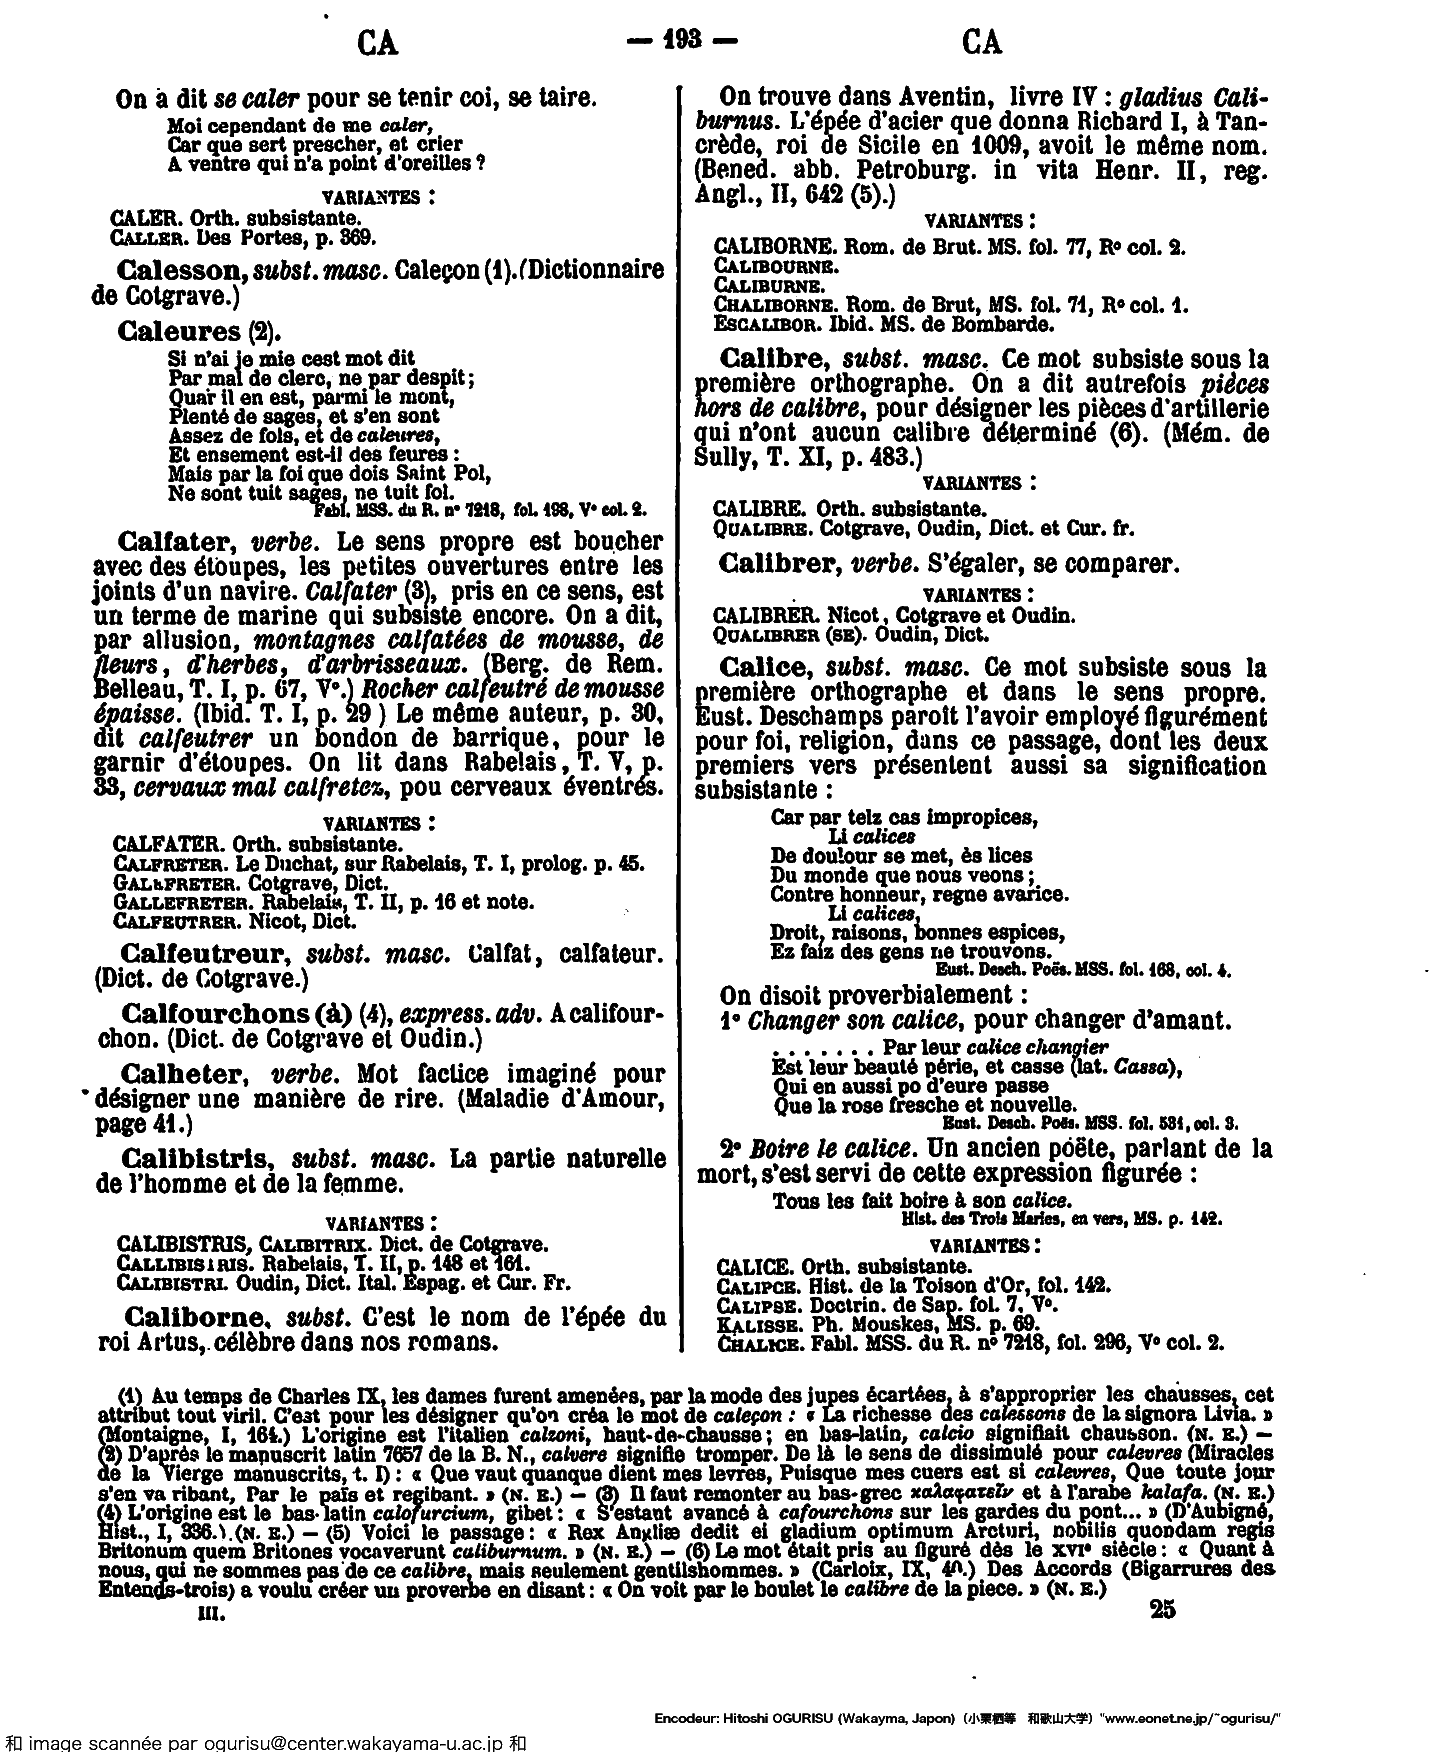 CA — 193 — CA
On a dit se caler pour se tenir coi, se taire.
Moi cependant de me caler,
Car que sert prescher, et crier
A ventre qui n'a point d'oreilles ?
VARIANTES :
CALER. Orth. subsistante.
CALLER. Des Portes, p. 369.
Calesson, subst. masc. Caleçon (1). (Dictionnaire
de Cotgrave.)
Caleures (2).
Si n'ai je mie cest mot dit
Par mal de clerc, ne par despit ;
Quar il en est, parmi le mont,
Plenté de sages, et s'en sont
Assez de fols, et de caleures,
Et ensement est-il des feures :
Mais par la foi que dois Saint Pol,
Ne sont tuit sages, ne tuit fol.
Fabl. MSS. du R. nº 7218, fol. 198, Vº col. 2.
Calfater, verbe. Le sens propre est boucher
avec des étoupes, les petites ouvertures entre les
joints d'un navire. Calfater (3), pris en ce sens, est
un terme de marine qui subsiste encore. On a dit,
par allusion, montagnes calfatées de mousse, de
fleurs, d'herbes, d'arbrisseaux. (Berg. de Rem.
Belleau, T. I, p. 67, Vº.) Rocher calfeutré de mousse
épaisse. (Ibid. T. I, p. 29 ) Le même auteur, p. 30,
dit calfeutrer un bondon de barrique, pour le
garnir d'étoupes. On lit dans Rabelais, T. V, p.
33, cervaux mal calfretez, pou cerveaux éventrés.
VARIANTES :
CALFATER. Orth. subsistante.
CALFRETER. Le Duchat, sur Rabelais, T. I, prolog. p. 45.
GALLFRETER. Cotgrave, Dict.
GALLEFRETER. Rabelais, T. II, p. 16 et note.
CALFEUTRER. Nicot, Dict.
Calfeutreur, subst. masc. Calfat, calfateur.
(Dict. de Cotgrave.)
Calfourchons (à) (4), express. adv. A califour-
chon. (Dict. de Cotgrave et Oudin.)
Calheter, verbe. Mot factice imaginé pour
désigner une manière de rire. (Maladie d'Amour,
page 41.)
Calibistris, subst. masc. La partie naturelle
de l'homme et de la femme.
VARIANTES :
CALIBISTRIS, CALIBITRIX. Dict. de Cotgrave.
CALLIBISTRIS. Rabelais, T. II, p. 148 et 161.
CALIBISTRI. Oudin, Dict. Ital. Espag. et Cur. Fr.
Caliborne, subst. C'est le nom de l'épée du
roi Artus, célèbre dans nos romans.
On trouve dans Aventin, livre IV : gladius Cali-
burnus. L'épée d'acier que donna Richard I, à Tan-
crède, roi de Sicile en 1009, avoit le même nom.
(Bened. abb. Petroburg. in vita Henr. II, reg.
Angl., II, 642 (5).)
VARIANTES :
CALIBORNE. Rom. de Brut. MS. fol. 77, Rº col. 2.
CALIBOURNE.
CALIBURNE.
CHALIBORNE. Rom. de Brut, MS. fol. 71, Rº col. 1.
ESCALIBOR. Ibid. MS. de Bombarde.
Calibre, subst. masc. Ce mot subsiste sous la
première orthographe. On a dit autrefois pièces
hors de calibre, pour désigner les pièces d'artillerie
qui n'ont aucun calibre déterminé (6). (Mém. de
Sully, T. XI, p. 483.)
VARIANTES :
CALIBRE. Orth. subsistante.
QUALIBRE. Cotgrave, Oudin, Dict. et Cur. fr.
Calibrer, verbe. S'égaler, se comparer.
VARIANTES :
CALIBRER. Nicot, Cotgrave et Oudin.
QUALIBRER (SE). Oudin, Dict.
Calice, subst. masc. Ce mot subsiste sous la
première orthographe et dans le sens propre.
Eust. Deschamps paroit l'avoir employé figurément
pour foi, religion, dans ce passage, dont les deux
premiers vers présentent aussi sa signification
subsistante :
Car par telz cas impropices,
Li calices
De doulour se met, ès lices
Du monde que nous veons ;
Contre honneur, regne avarice.
Li calices,
Droit, raisons, bonnes espices,
Ez faiz des gens ne trouvons.
Eust. Desch. Poës. MSS. fol. 168, col. 4.
On disoit proverbialement :
1º Changer son calice, pour changer d'amant.
. . . . . . . Par leur calice changier
Est leur beauté périe, et casse (lat. Cassa),
Qui en aussi po d'eure passe
Que la rose fresche et nouvelle.
Eust. Desch. Poës. MSS. fol. 531, col. 3.
2º Boire le calice. Un ancien poëte, parlant de la
mort, s'est servi de cette expression figurée :
Tous les fait boire à son calice.
Hist. des Trois Maries, en vers, MS. p. 142.
VARIANTES :
CALICE. Orth. subsistante.
CALIPCE. Hist. de la Toison d'Or, fol. 142.
CALIPSE. Doctrin. de Sap. fol. 7, Vº.
KALISSE. Ph. Mouskes, MS. p. 69.
CHALICE. Fabl. MSS. du R. nº 7218, fol. 296, Vº col. 2.
(1) Au temps de Charles IX, les dames furent amenées, par la mode des jupes écartées, à s'approprier les chausses, cet
attribut tout viril. C'est pour les désigner qu'on créa le mot de caleçon : « La richesse des calessons de la signora Livia. »
(Montaigne, I, 164.) L'origine est l'italien calzoni, haut-de-chausse ; en bas-latin, calcio signifiait chausson. (N. E.) —
(2) D'après le manuscrit latin 7657 de la B. N., calvere signifie tromper. De là le sens de dissimulé pour calevres (Miracles
de la Vierge manuscrits, t. I) : « Que vaut quanque dient mes levres, Puisque mes cuers est si calevres, Que toute jour
s'en va ribant, Par le païs et regibant. » (N. E.) — (3) Il faut remonter au bas-grec καλαφατεῖν et à l'arabe kalafa. (N. E.)
(4) L'origine est le bas-latin calofurcium, gibet : « S'estant avancé à cafourchons sur les gardes du pont... » (D'Aubigné,
Hist., I, 336.) (N. E.) — (5) Voici le passage : « Rex Angliæ dedit ei gladium optimum Arcturi, nobilis quondam regis
Britonum quem Britones vocaverunt caliburnum. » (N. E.) — (6) Le mot était pris au figuré dès le XVIe siècle : « Quant à
nous, qui ne sommes pas de ce calibre, mais seulement gentilshommes. » (Carloix, IX, 40.) Des Accords (Bigarrures des
Entends-trois) a voulu créer un proverbe en disant : « On voit par le boulet le calibre de la piece. » (N. E.)
III. 25
Encodeur: Hitoshi OGURISU (Wakayma, Japon) (小栗栖等 和歌山大学) "www.eonet.ne.jp/~ogurisu/"
和 image scannée par ogurisu@center.wakayama-u.ac.jp 和